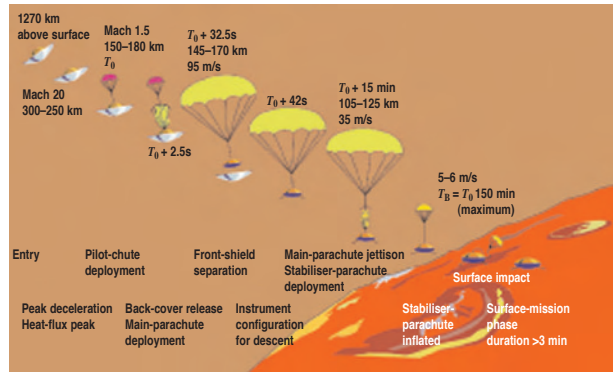 1270 km
above surface
Mach 20
300–250 km
Mach 1.5
150–180 km
T0
T0 + 2.5s
T0 + 32.5s
145–170 km
95 m/s
T0 + 42s
T0 + 15 min
105–125 km
35 m/s
5–6 m/s
TB = T0 150 min
(maximum)
Entry
Pilot-chute
deployment
Front-shield
separation
Main-parachute jettison
Stabiliser-parachute
deployment
Surface impact
Peak deceleration
Heat-flux peak
Back-cover release
Main-parachute
deployment
Instrument
configuration
for descent
Stabiliser-
parachute
inflated
Surface-mission
phase
duration >3 min